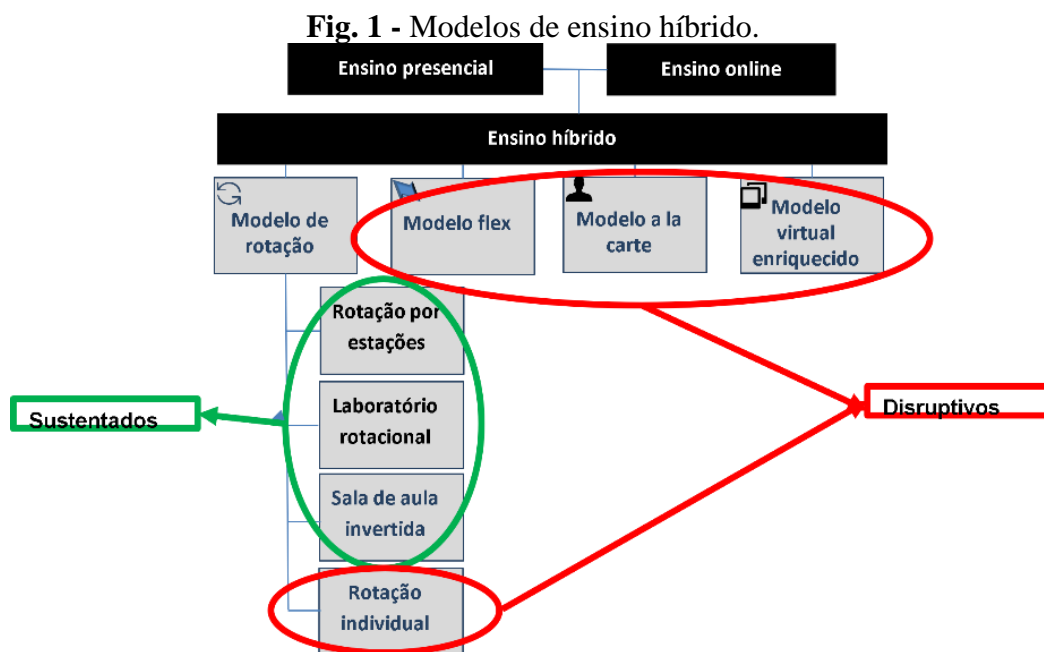 Fig. 1 - Modelos de ensino híbrido.
Ensino presencial
Ensino online
Ensino híbrido
Modelo de
rotação
Modelo flex
Modelo a la
carte
Modelo
virtual
enriquecido
Rotação por
estações
Laboratório
rotacional
Sala de aula
invertida
Rotação
individual
Sustentados
Disruptivos